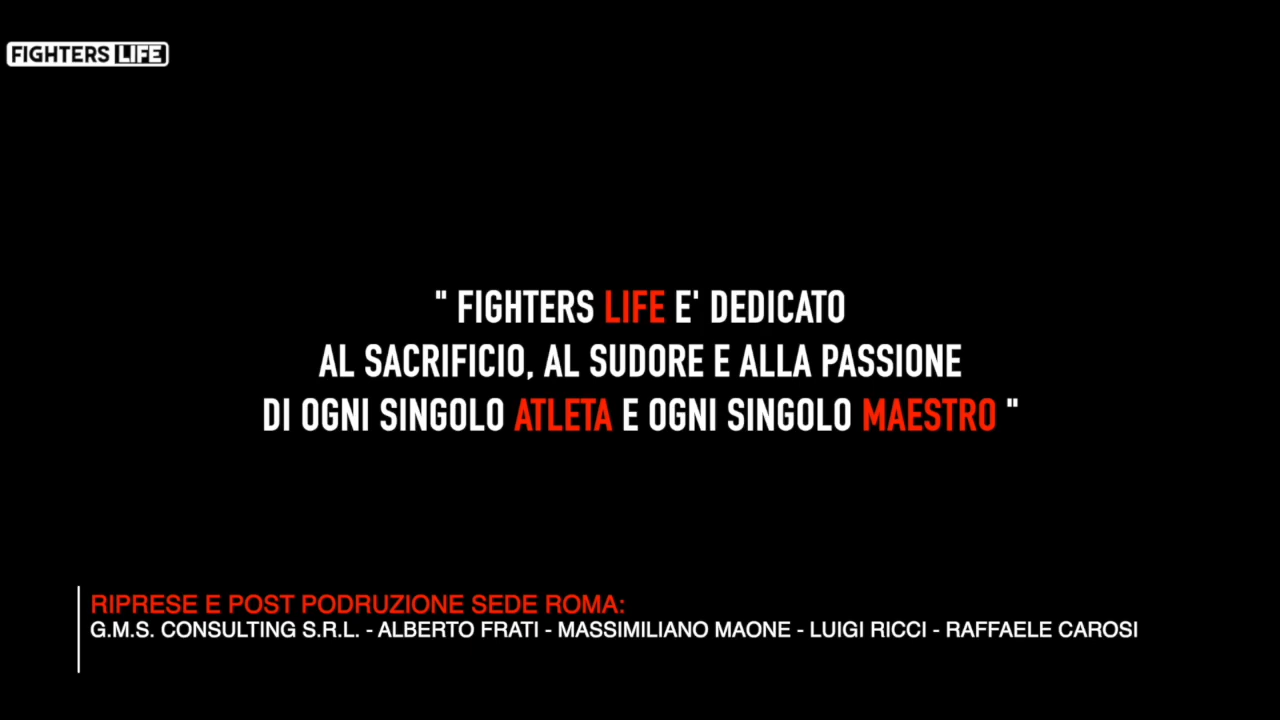 FIGHTERS LIFE
" FIGHTERS LIFE E' DEDICATO
AL SACRIFICIO, AL SUDORE E ALLA PASSIONE
DI OGNI SINGOLO ATLETA E OGNI SINGOLO MAESTRO "
RIPRESE E POST PODRUZIONE SEDE ROMA:
G.M.S. CONSULTING S.R.L. - ALBERTO FRATI - MASSIMILIANO MAONE - LUIGI RICCI - RAFFAELE CAROSI